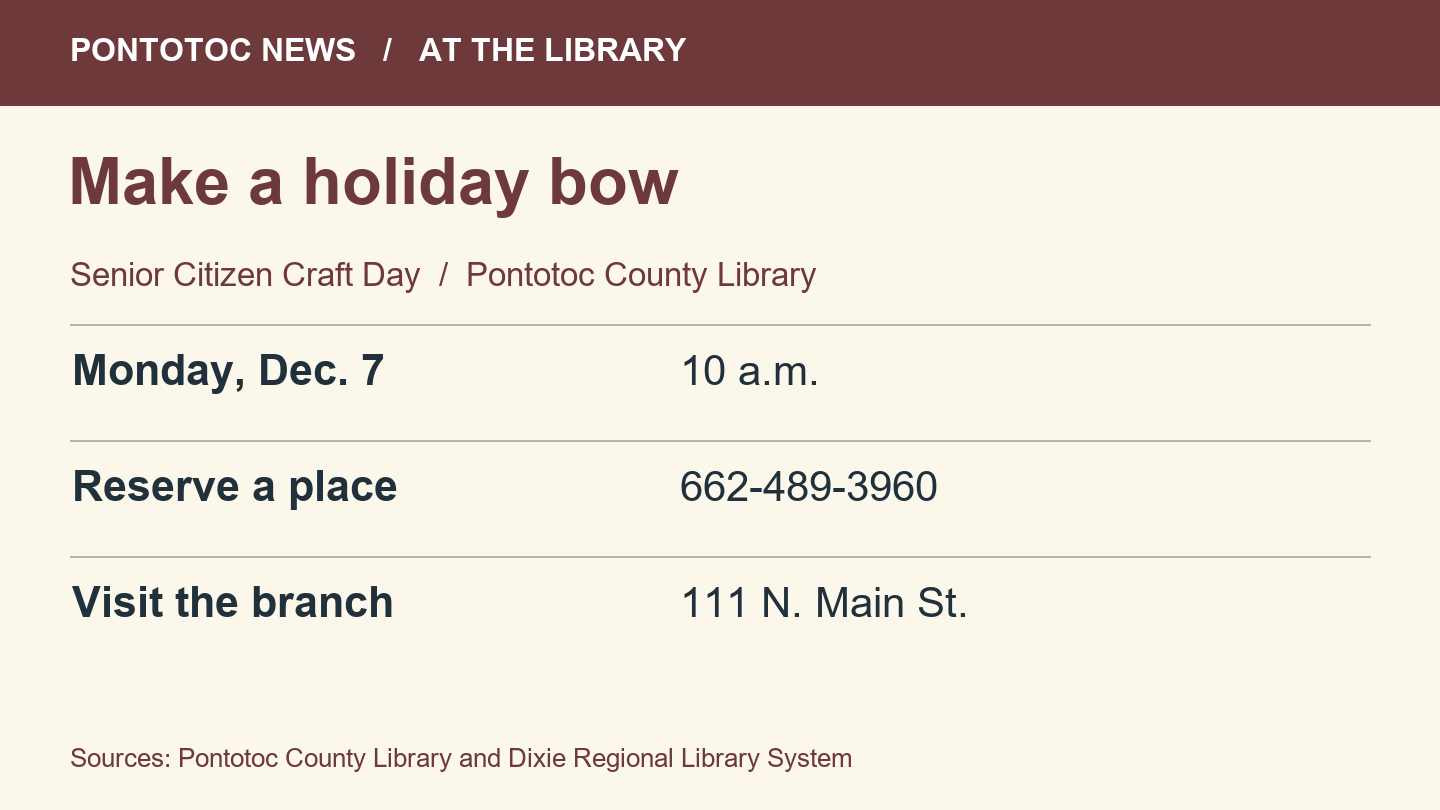 PONTOTOC NEWS / AT THE LIBRARY
Make a holiday bow
Senior Citizen Craft Day / Pontotoc County Library
Monday, Dec. 7 10 a.m.
Reserve a place 662-489-3960
Visit the branch 111 N. Main St.
Sources: Pontotoc County Library and Dixie Regional Library System